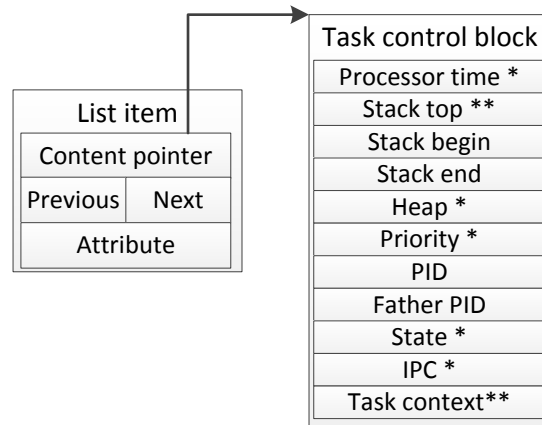 List item
Content pointer
Previous Next
Attribute
Task control block
Processor time *
Stack top **
Stack begin
Stack end
Heap *
Priority *
PID
Father PID
State *
IPC *
Task context**